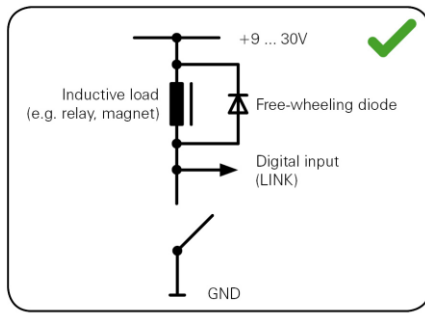 +9 ... 30V
Inductive load
(e.g. relay, magnet)
Free-wheeling diode
Digital input
(LINK)
GND